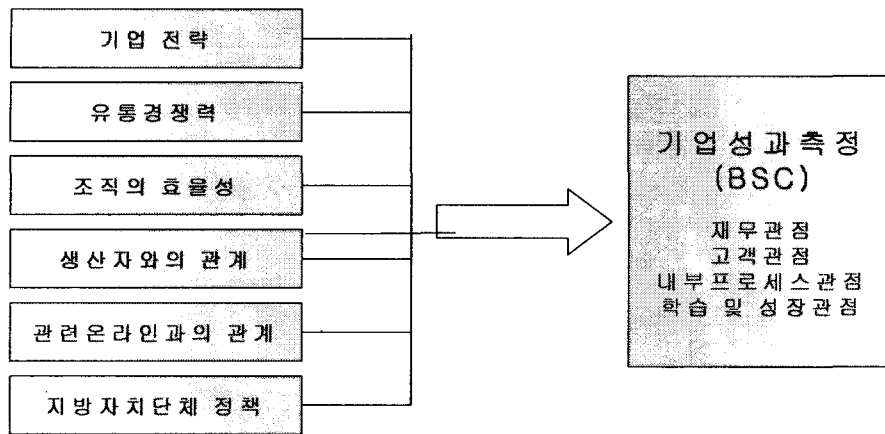 기업 전략
유통경쟁력
조직의 효율성
생산자와의 관계
관련온라인과의 관계
지방자치단체 정책
기업성과측정
(BSC)
재무관점
고객관점
내부프로세스관점
학습 및 성장관점